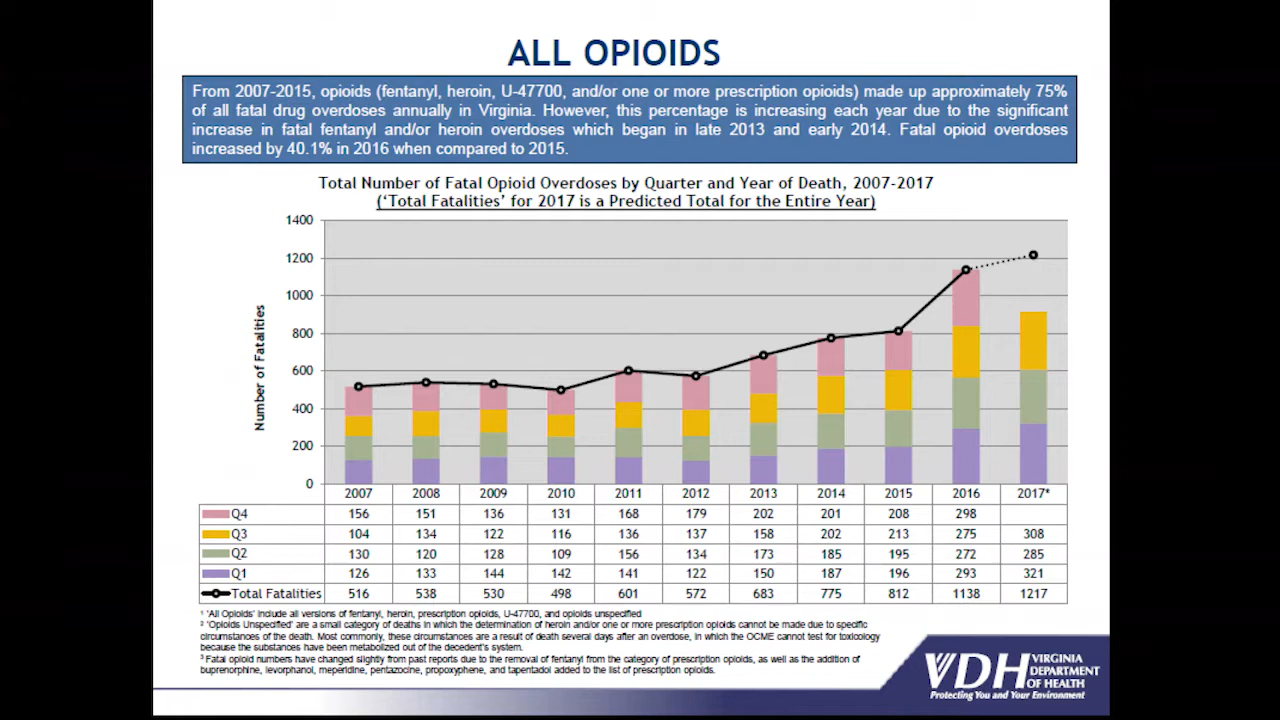 ALL OPIOIDS
From 2007-2015, opioids (fentanyl, heroin, U-47700, and/or one or more prescription opioids) made up approximately 75%
of all fatal drug overdoses annually in Virginia. However, this percentage is increasing each year due to the significant
increase in fatal fentanyl and/or heroin overdoses which began in late 2013 and early 2014. Fatal opioid overdoses
increased by 40.1% in 2016 when compared to 2015.
Total Number of Fatal Opioid Overdoses by Quarter and Year of Death, 2007-2017
('Total Fatalities' for 2017 is a Predicted Total for the Entire Year)
Number of Fatalities
1400
1200
1000
800
600
400
200
0
2007 2008 2009 2010 2011 2012 2013 2014 2015 2016 2017*
Q4 156 151 136 131 168 179 202 201 208 298
Q3 104 134 122 116 136 137 158 202 213 275 308
Q2 130 120 128 109 156 134 173 185 195 272 285
Q1 126 133 144 142 141 122 150 187 196 293 321
Total Fatalities 516 538 530 498 601 572 683 775 812 1138 1217
1 'All Opioids' include all versions of fentanyl, heroin, prescription opioids, U-47700, and opioids unspecified
2 'Opioids Unspecified' are a small category of deaths in which the determination of heroin and/or one or more prescription opioids cannot be made due to specific
circumstances of the death. Most commonly, these circumstances are a result of death several days after an overdose, in which the OCME cannot test for toxicology
because the substances have been metabolized out of the decedent's system.
3 Fatal opioid numbers have changed slightly from past reports due to the removal of fentanyl from the category of prescription opioids, as well as the addition of
buprenorphine, levorphanol, meperidine, pentazocine, propoxyphene, and tapentadol added to the list of prescription opioids.
VDH VIRGINIA
DEPARTMENT
OF HEALTH
Protecting You and Your Environment